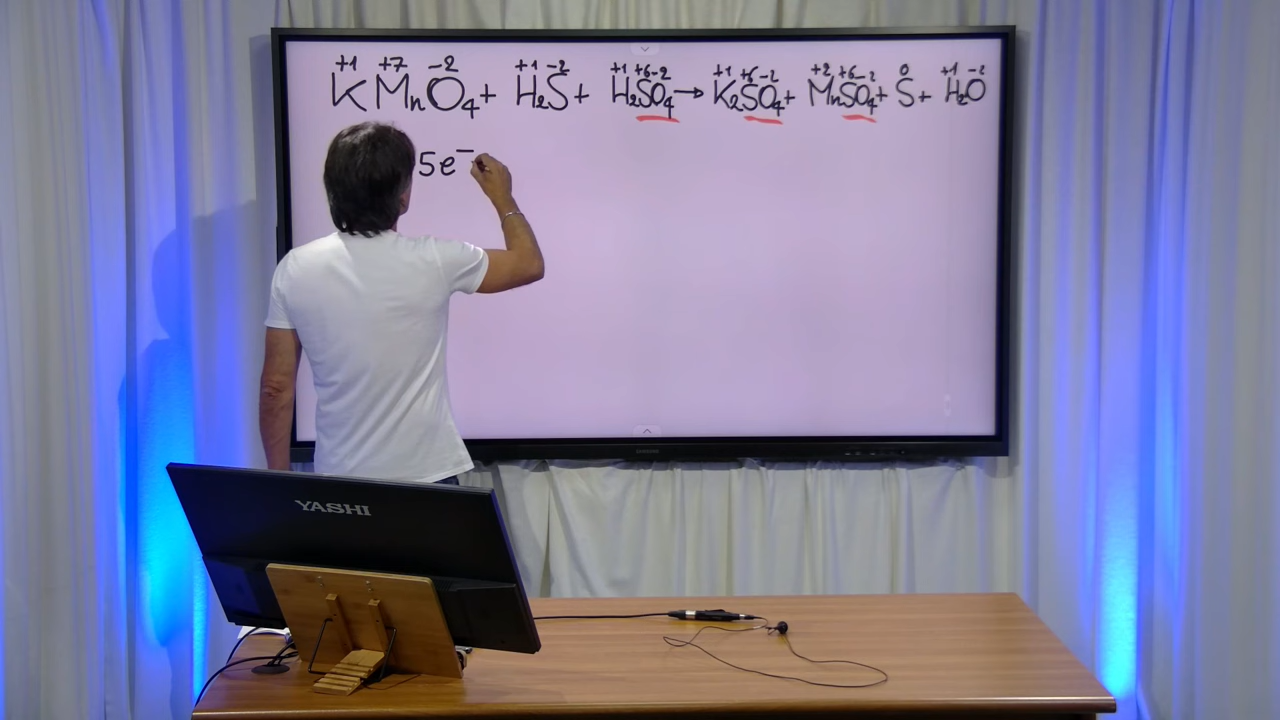 +1 +7 -2 +1 -2 +1 +6 -2 +1 +6 -2 +2 +6 -2 0 +1 -2
KMnO4 + H2S + H2SO4 → K2SO4 + MnSO4 + S + H2O
5e⁻
SAMSUNG
YASHI